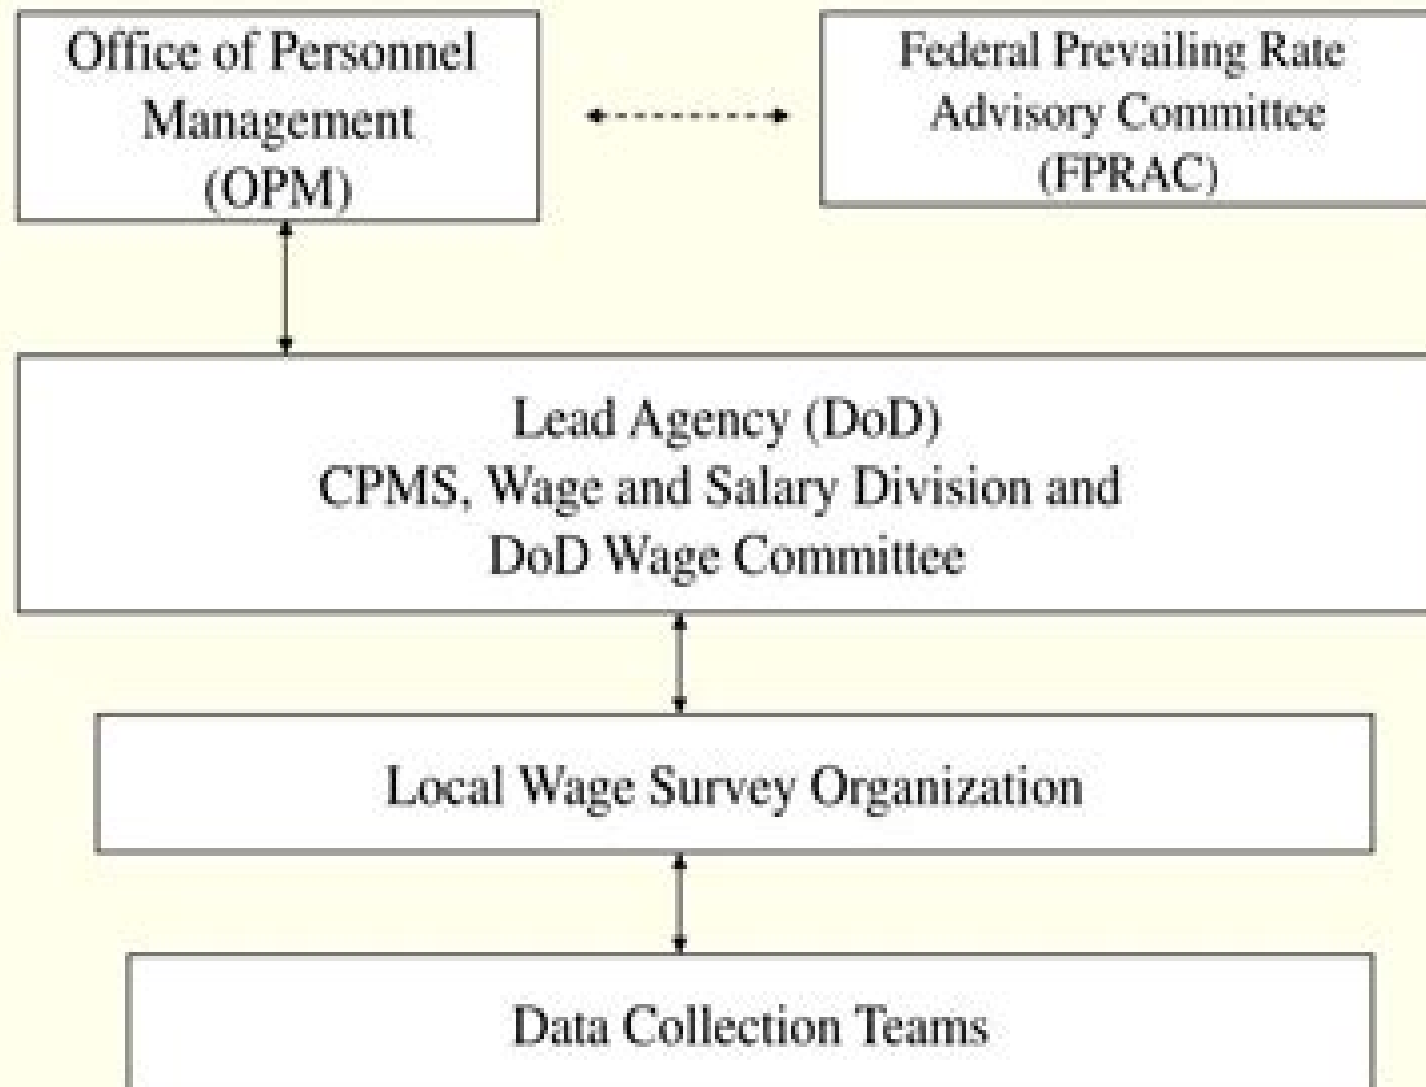 Office of Personnel
Management
(OPM)
Federal Prevailing Rate
Advisory Committee
(FPRAC)
Lead Agency (DoD)
CPMS, Wage and Salary Division and
DoD Wage Committee
Local Wage Survey Organization
Data Collection Teams